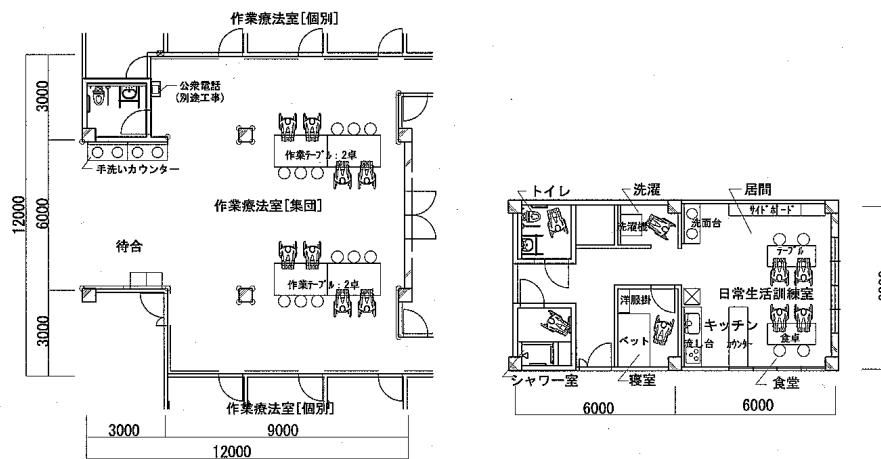 作業療法室[個別]
3000
公衆電話
(別途工事)
作業テーブル:2卓
手洗いカウンター
12000
6000
作業療法室[集団]
待合
作業テーブル:2卓
3000
作業療法室[個別]
3000
9000
12000
トイレ
洗濯
居間
洗濯機
洗面台
サイドボード
テーブル
日常生活訓練室
洋服掛
キッチン
ベット
流し台
カウンター
食卓
シャワー室
寝室
食堂
6000
6000